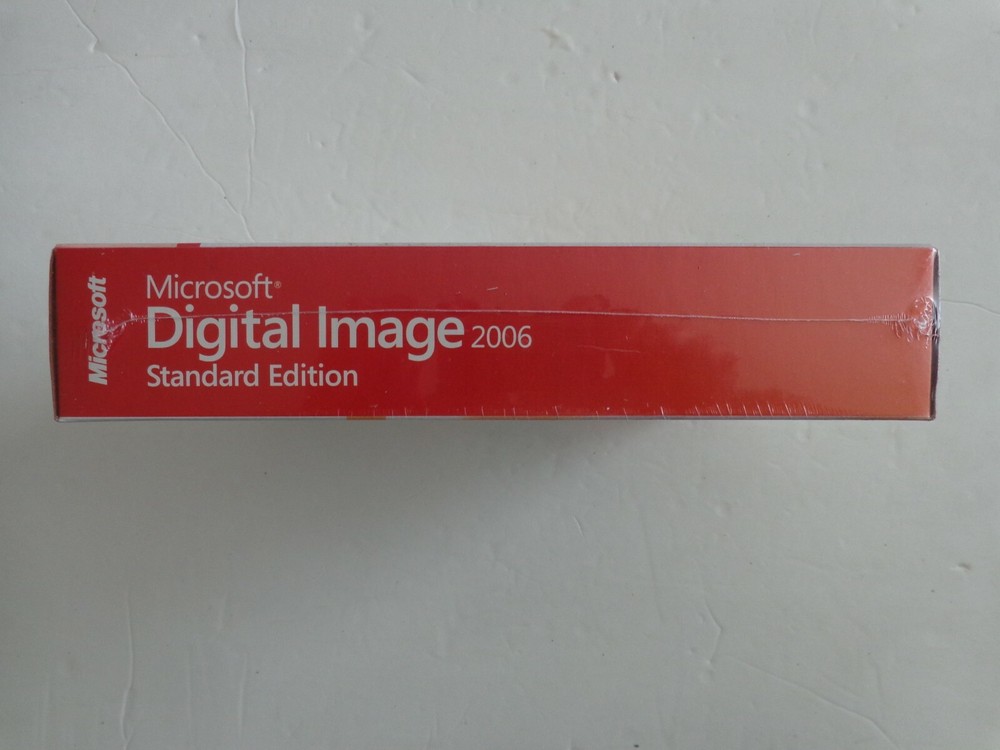 Microsoft
Microsoft®
Digital Image 2006
Standard Edition